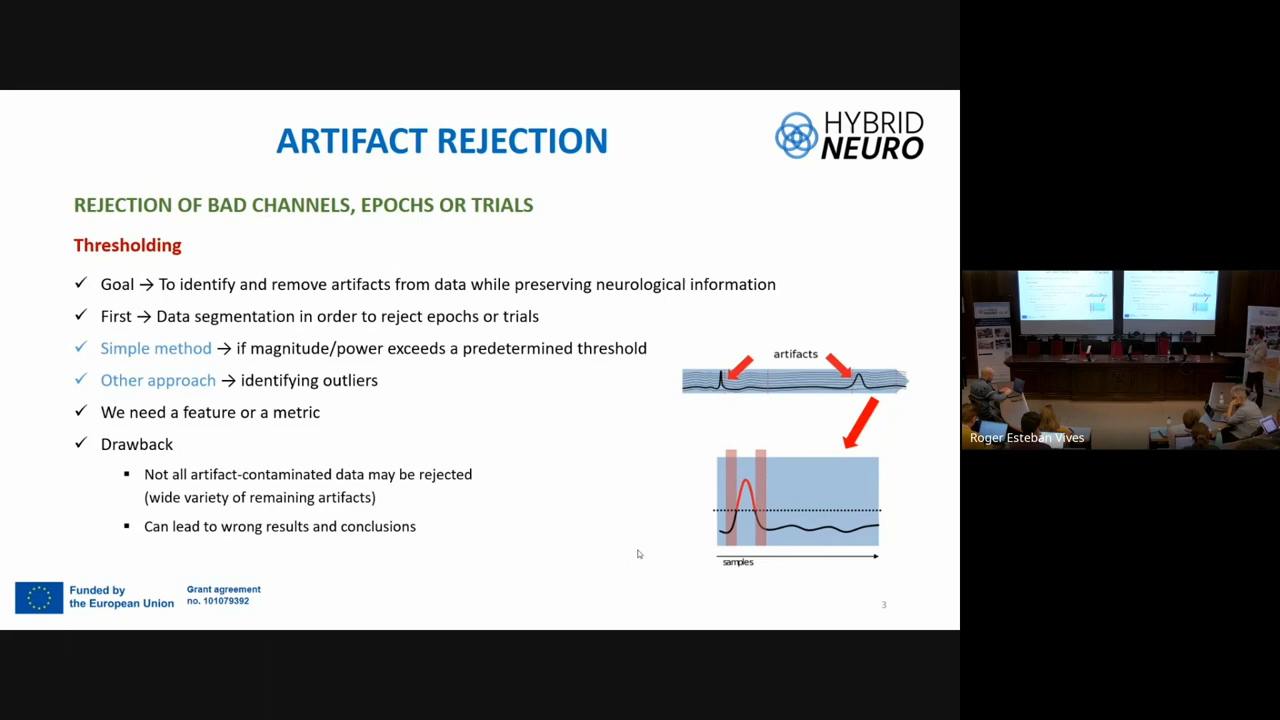 ARTIFACT REJECTION
HYBRID
NEURO
REJECTION OF BAD CHANNELS, EPOCHS OR TRIALS
Thresholding
✓ Goal → To identify and remove artifacts from data while preserving neurological information
✓ First → Data segmentation in order to reject epochs or trials
✓ Simple method → if magnitude/power exceeds a predetermined threshold
✓ Other approach → identifying outliers
✓ We need a feature or a metric
✓ Drawback
▪ Not all artifact-contaminated data may be rejected
(wide variety of remaining artifacts)
▪ Can lead to wrong results and conclusions
artifacts
samples
Funded by
the European Union
Grant agreement
no. 101079392
3
Roger Esteban Vives